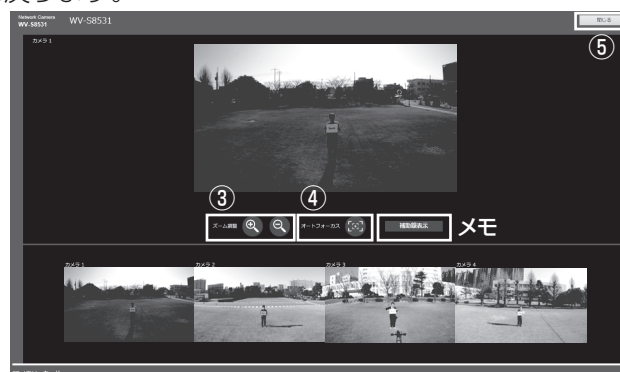 戻ります。
Network Camera
WV-S8531
WV-S8531
閉じる
⑤
カメラ 1
③
④
ズーム調整
オートフォーカス
補助線表示
メモ
カメラ 1
カメラ 2
カメラ 3
カメラ 4